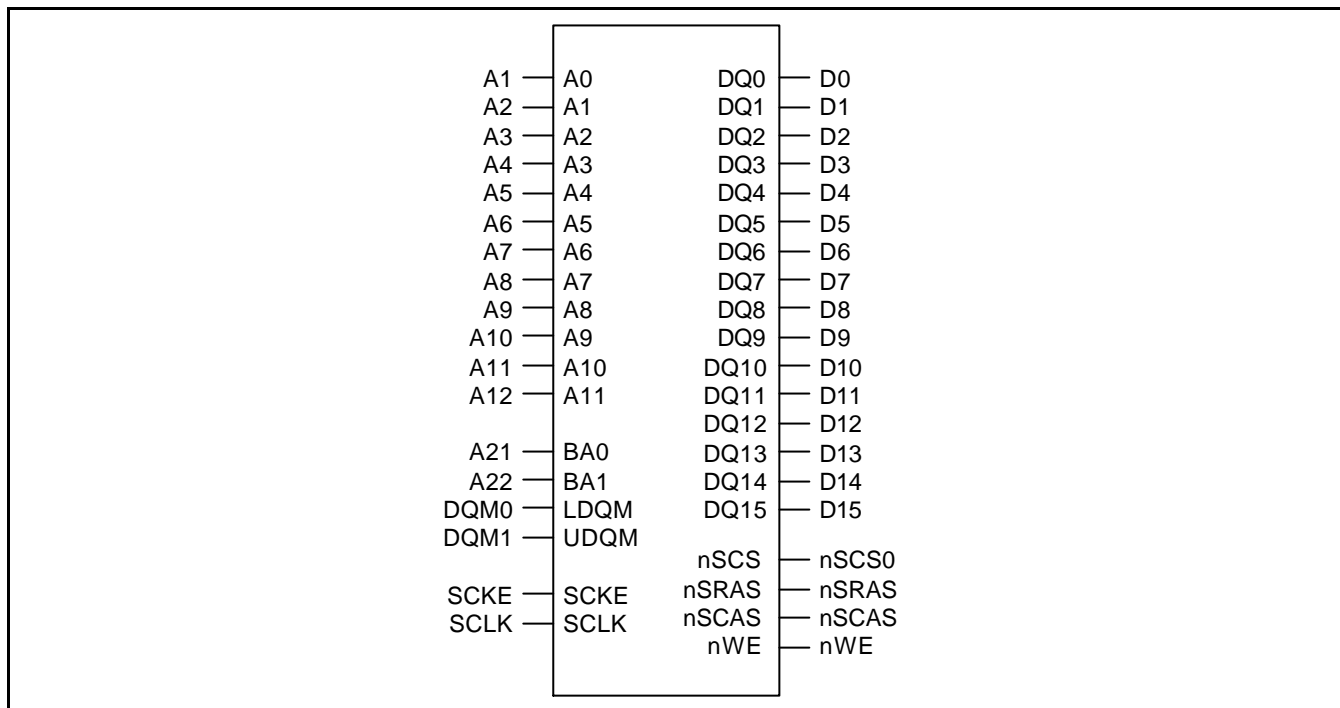 A1 A0 DQ0 D0
A2 A1 DQ1 D1
A3 A2 DQ2 D2
A4 A3 DQ3 D3
A5 A4 DQ4 D4
A6 A5 DQ5 D5
A7 A6 DQ6 D6
A8 A7 DQ7 D7
A9 A8 DQ8 D8
A10 A9 DQ9 D9
A11 A10 DQ10 D10
A12 A11 DQ11 D11
DQ12 D12
A21 BA0 DQ13 D13
A22 BA1 DQ14 D14
DQM0 LDQM DQ15 D15
DQM1 UDQM
nSCS nSCS0
SCKE SCKE nSRAS nSRAS
SCLK SCLK nSCAS nSCAS
nWE nWE